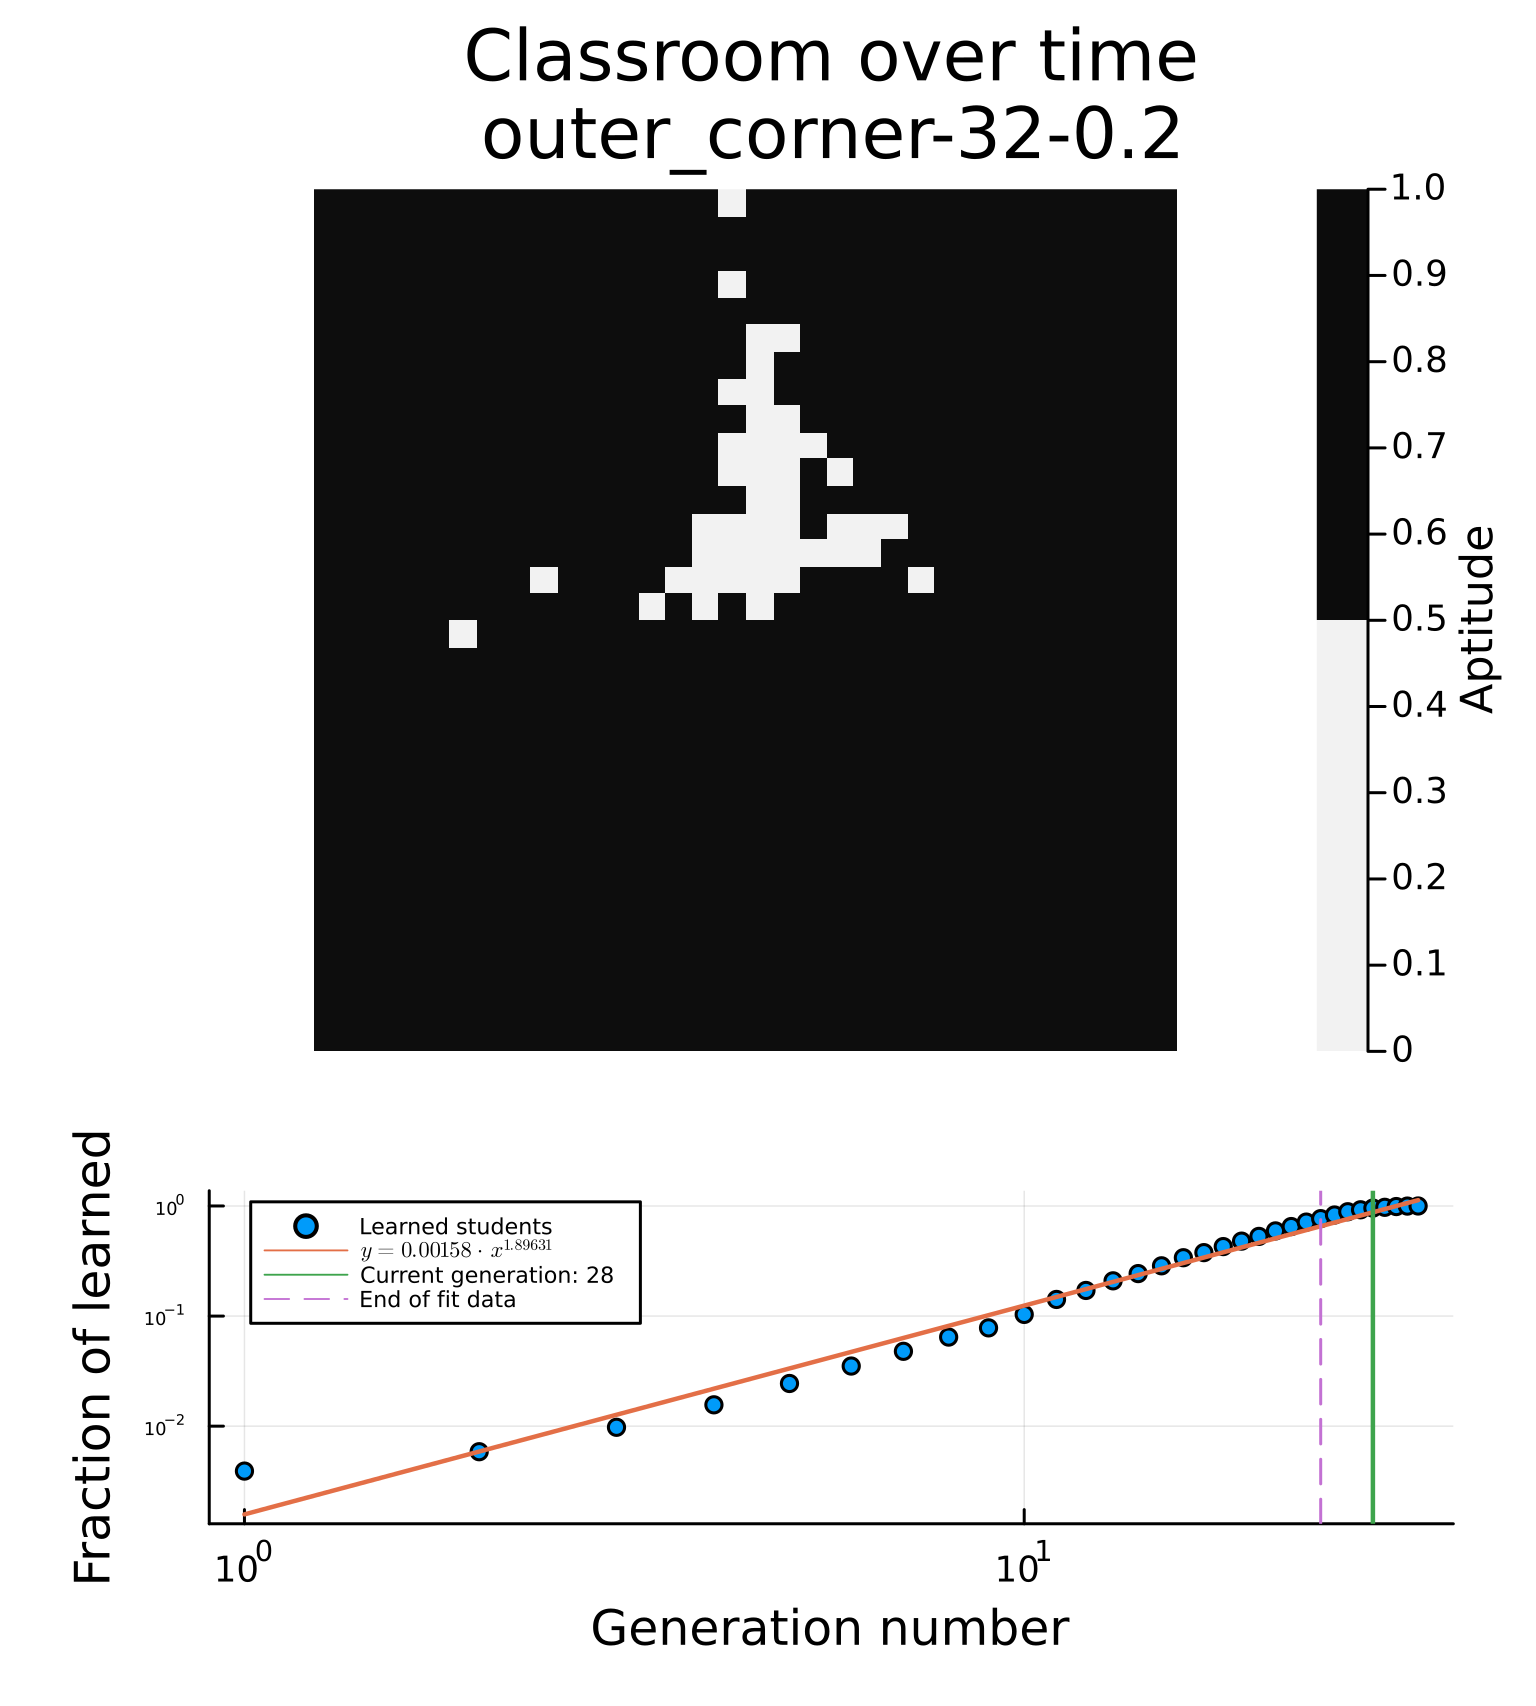 Classroom over time
outer_corner-32-0.2
1.0
0.9
0.8
0.7
0.6
0.5
0.4
0.3
0.2
0.1
0
Aptitude
Fraction of learned
10⁰
10⁻¹
10⁻²
Learned students
y = 0.00158 · x^1.89631
Current generation: 28
End of fit data
10⁰
10¹
Generation number